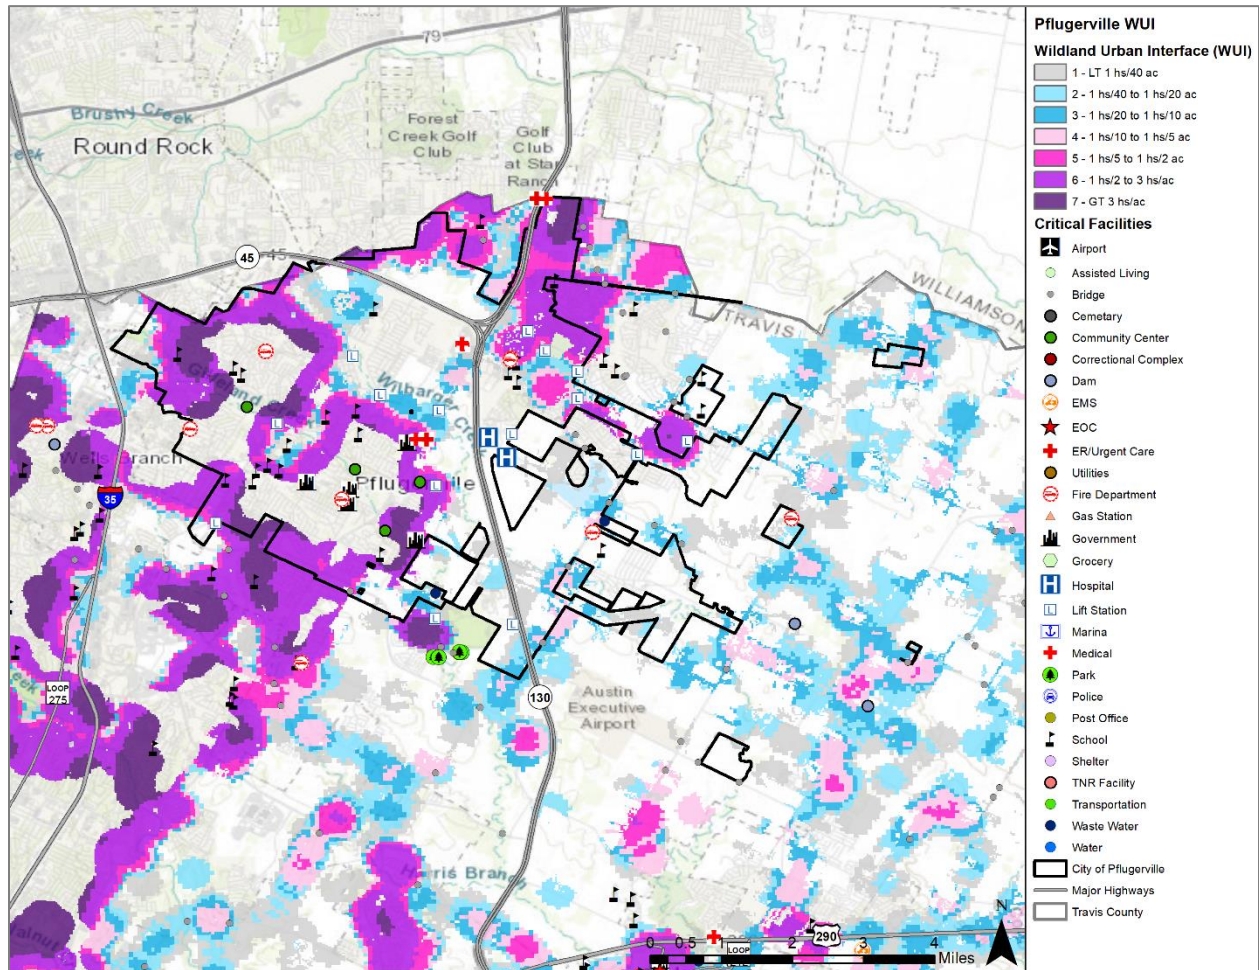 79
Brushy Creek
Round Rock
Forest
Creek Golf
Club
Golf
Club
at Star
Ranch
45
45
WILLIAMSON
TRAVIS
Gilleland Creek
Wilbarger Creek
Wells Branch
Pflugerville
35
LOOP
275
130
Austin
Executive
Airport
Creek
Harris Branch
Walnut
290
LOOP
212
0 0.5 1 2 3 4
Miles
N
Pflugerville WUI
Wildland Urban Interface (WUI)
1 - LT 1 hs/40 ac
2 - 1 hs/40 to 1 hs/20 ac
3 - 1 hs/20 to 1 hs/10 ac
4 - 1 hs/10 to 1 hs/5 ac
5 - 1 hs/5 to 1 hs/2 ac
6 - 1 hs/2 to 3 hs/ac
7 - GT 3 hs/ac
Critical Facilities
Airport
Assisted Living
Bridge
Cemetary
Community Center
Correctional Complex
Dam
EMS
EOC
ER/Urgent Care
Utilities
Fire Department
Gas Station
Government
Grocery
Hospital
Lift Station
Marina
Medical
Park
Police
Post Office
School
Shelter
TNR Facility
Transportation
Waste Water
Water
City of Pflugerville
Major Highways
Travis County